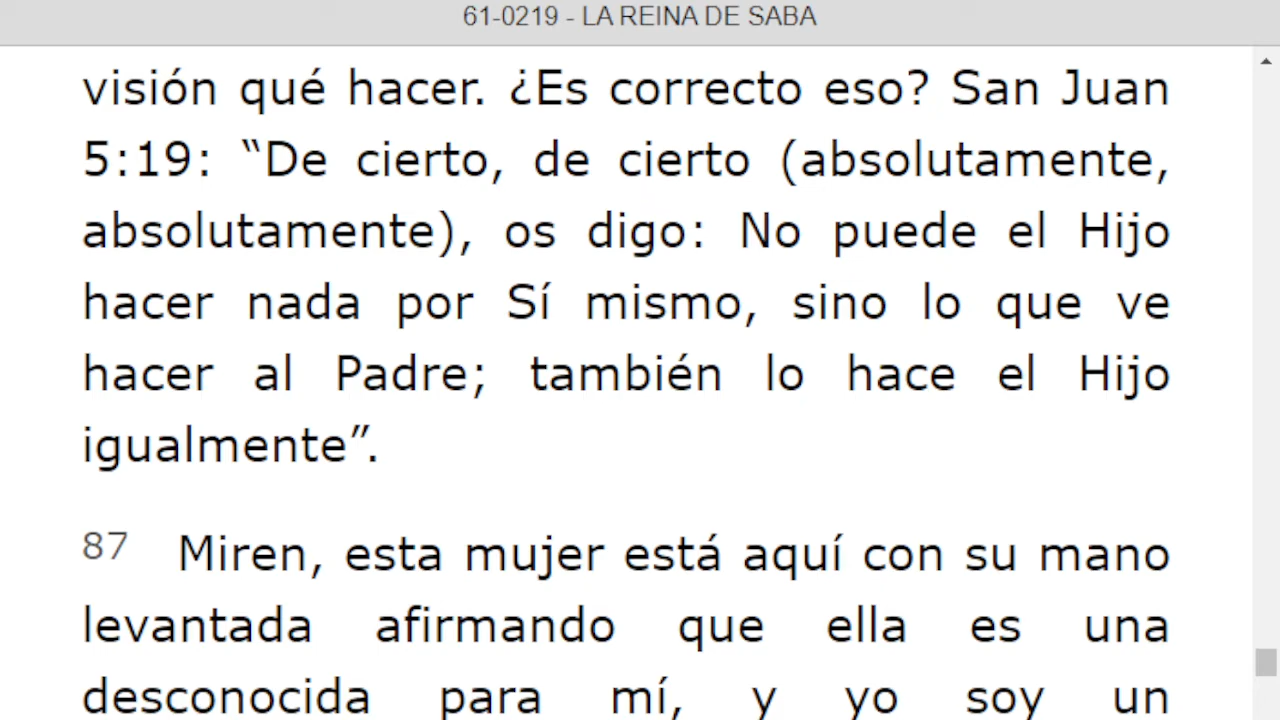 61-0219 - LA REINA DE SABA
visión qué hacer. ¿Es correcto eso? San Juan
5:19: “De cierto, de cierto (absolutamente,
absolutamente), os digo: No puede el Hijo
hacer nada por Sí mismo, sino lo que ve
hacer al Padre; también lo hace el Hijo
igualmente”.
87 Miren, esta mujer está aquí con su mano
levantada afirmando que ella es una
desconocida para mí, y yo soy un